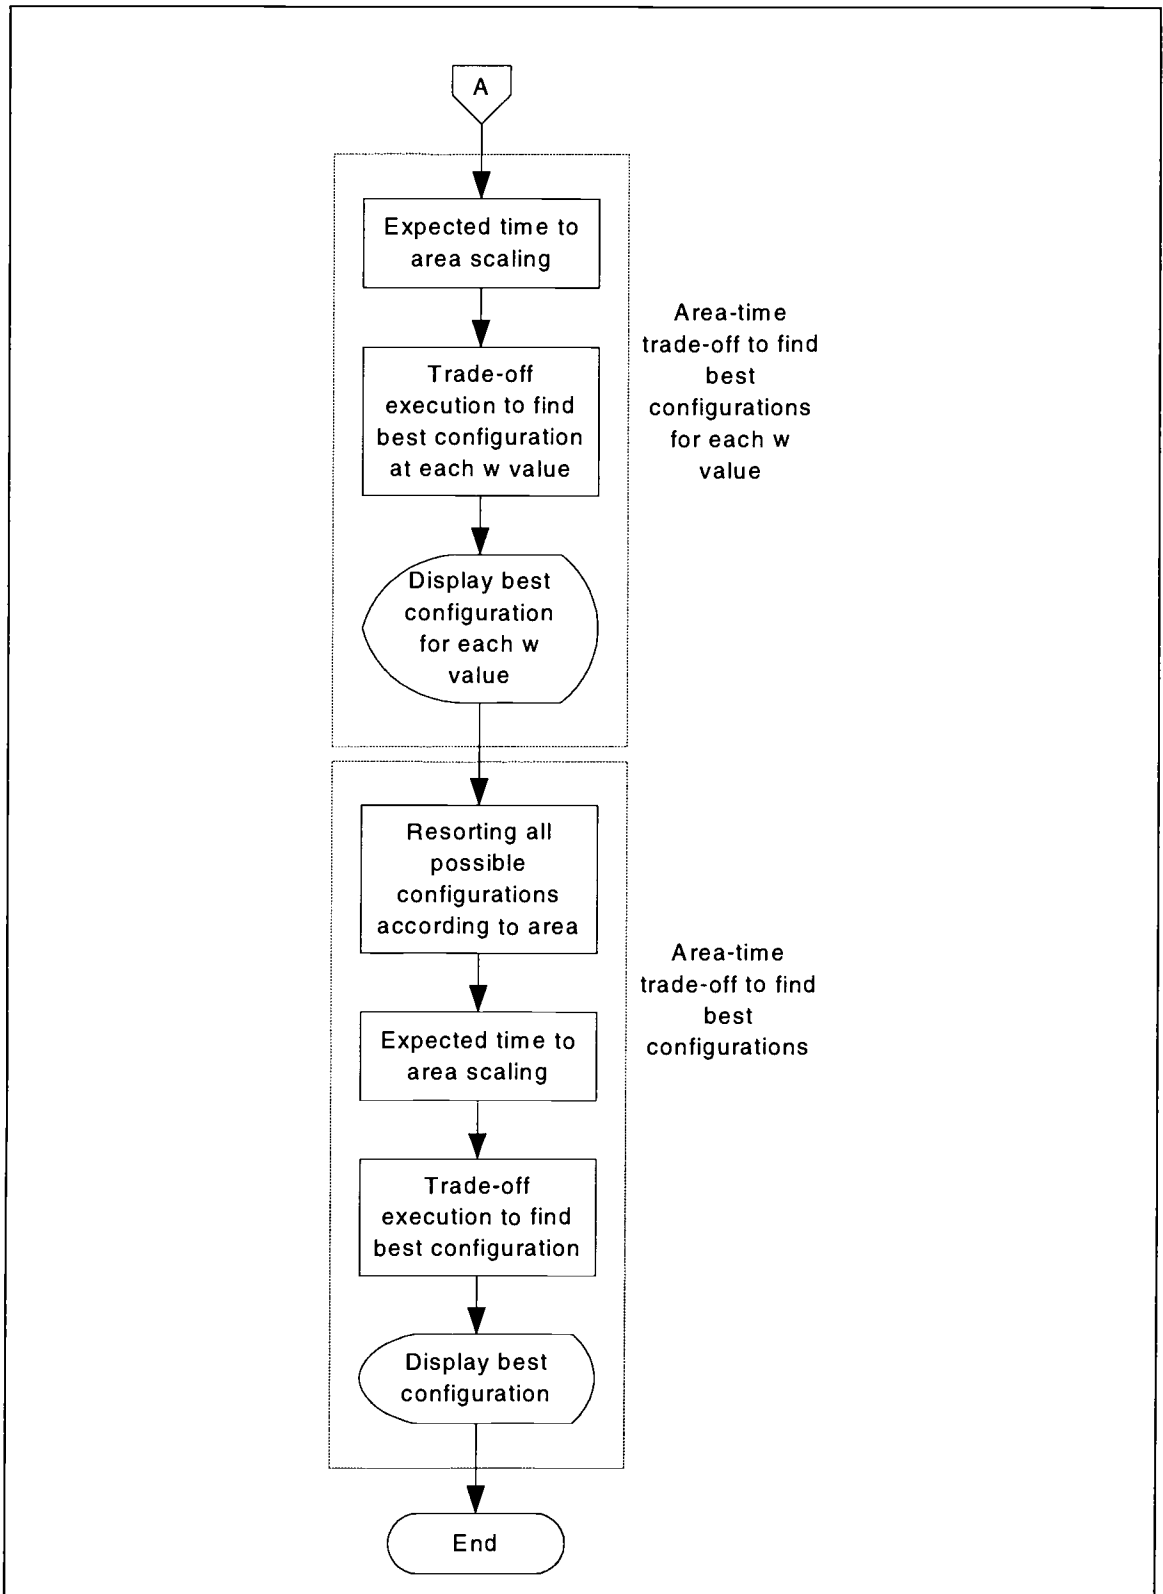 A
Expected time to
area scaling
Area-time
trade-off to find
best
configurations
for each w
value
Trade-off
execution to find
best configuration
at each w value
Display best
configuration
for each w
value
Resorting all
possible
configurations
according to area
Area-time
trade-off to find
best
configurations
Expected time to
area scaling
Trade-off
execution to find
best configuration
Display best
configuration
End